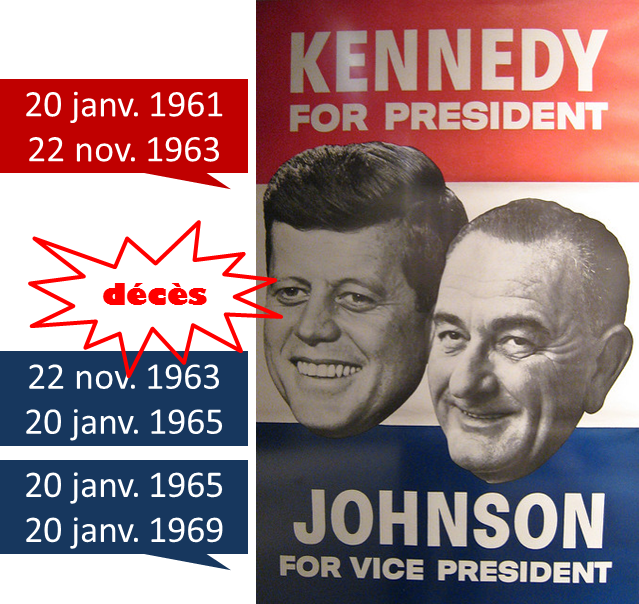 20 janv. 1961
22 nov. 1963
décès
22 nov. 1963
20 janv. 1965
20 janv. 1965
20 janv. 1969
KENNEDY
FOR PRESIDENT
JOHNSON
FOR VICE PRESIDENT